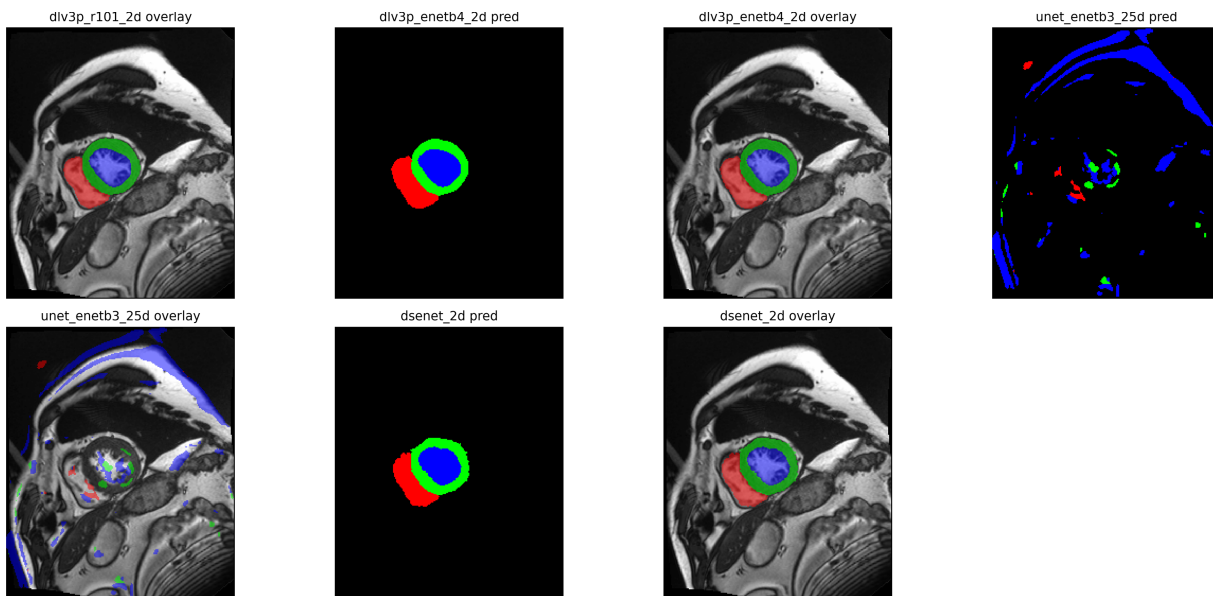 dlv3p_r101_2d overlay
dlv3p_enetb4_2d pred
dlv3p_enetb4_2d overlay
unet_enetb3_25d pred
unet_enetb3_25d overlay
dsenet_2d pred
dsenet_2d overlay